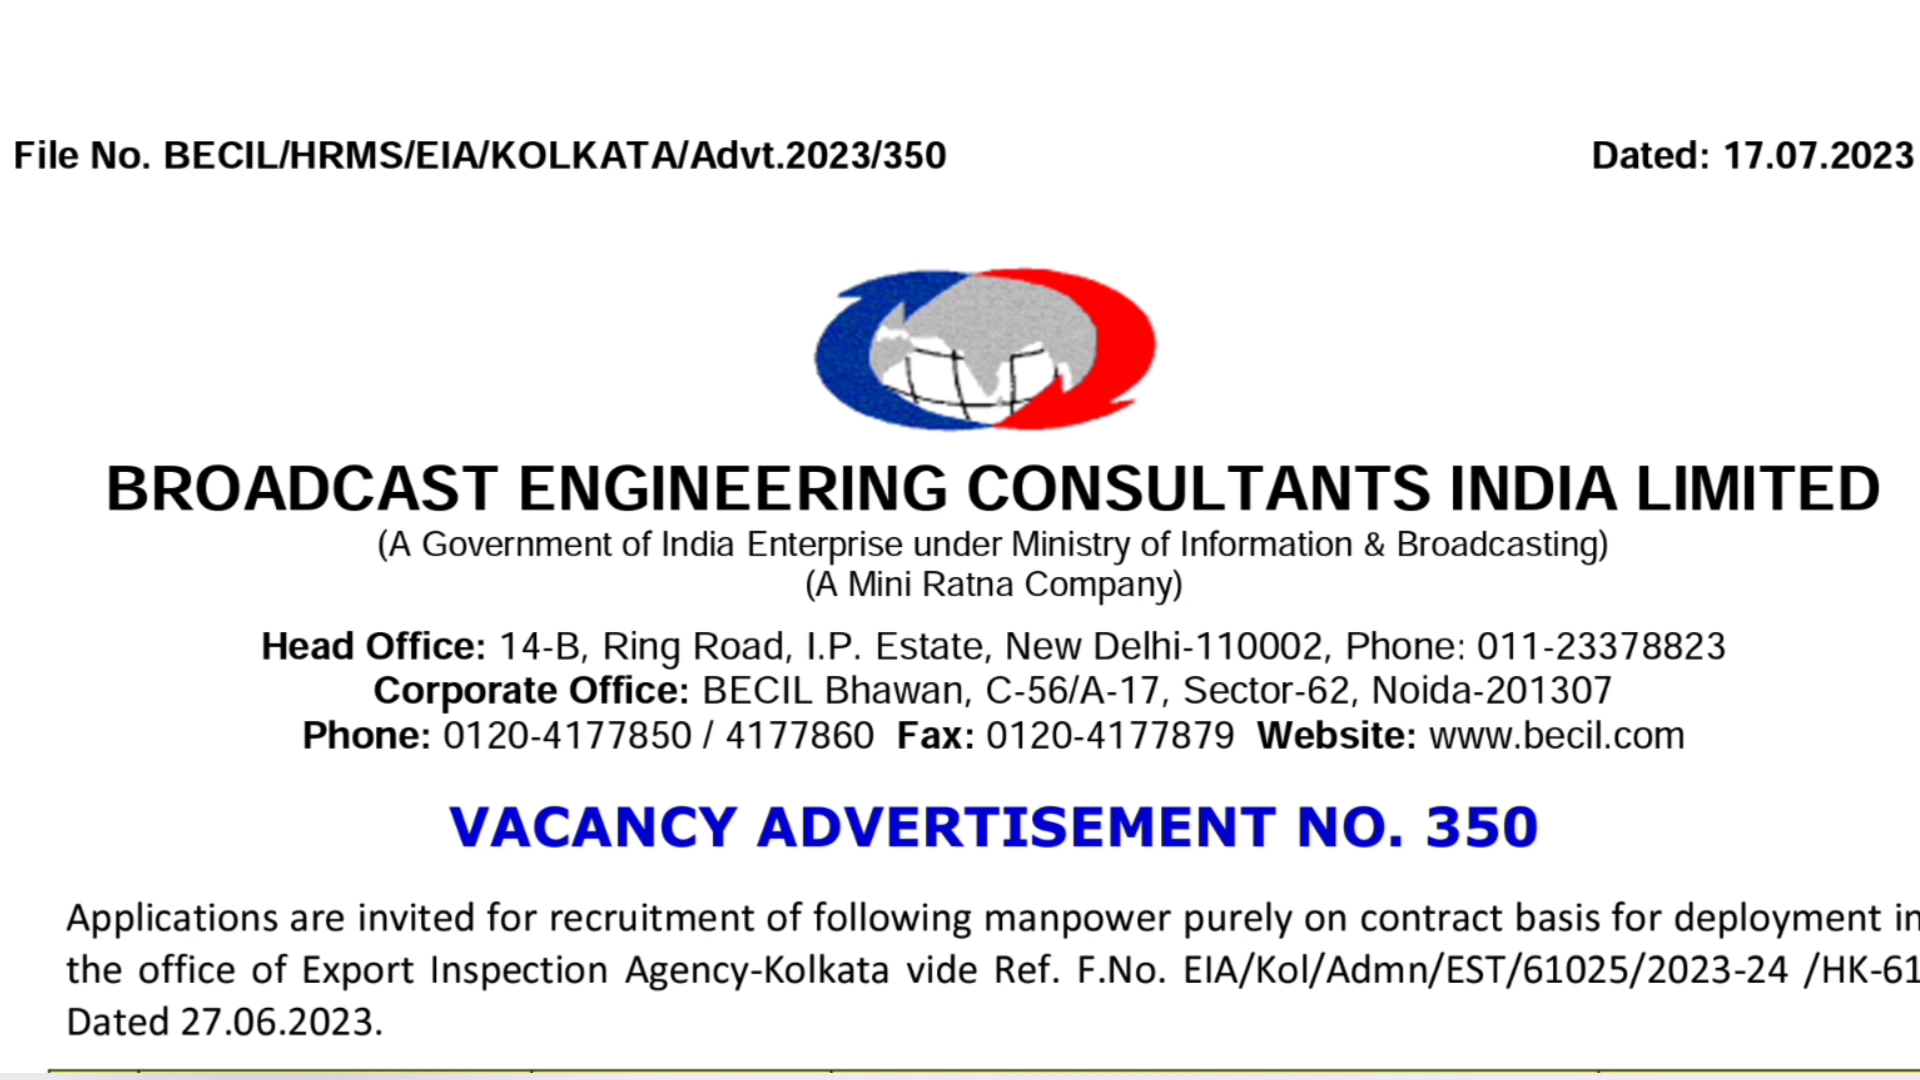 File No. BECIL/HRMS/EIA/KOLKATA/Advt.2023/350 Dated: 17.07.2023
BROADCAST ENGINEERING CONSULTANTS INDIA LIMITED
(A Government of India Enterprise under Ministry of Information & Broadcasting)
(A Mini Ratna Company)
Head Office: 14-B, Ring Road, I.P. Estate, New Delhi-110002, Phone: 011-23378823
Corporate Office: BECIL Bhawan, C-56/A-17, Sector-62, Noida-201307
Phone: 0120-4177850 / 4177860 Fax: 0120-4177879 Website: www.becil.com
VACANCY ADVERTISEMENT NO. 350
Applications are invited for recruitment of following manpower purely on contract basis for deployment in
the office of Export Inspection Agency-Kolkata vide Ref. F.No. EIA/Kol/Admn/EST/61025/2023-24 /HK-61
Dated 27.06.2023.